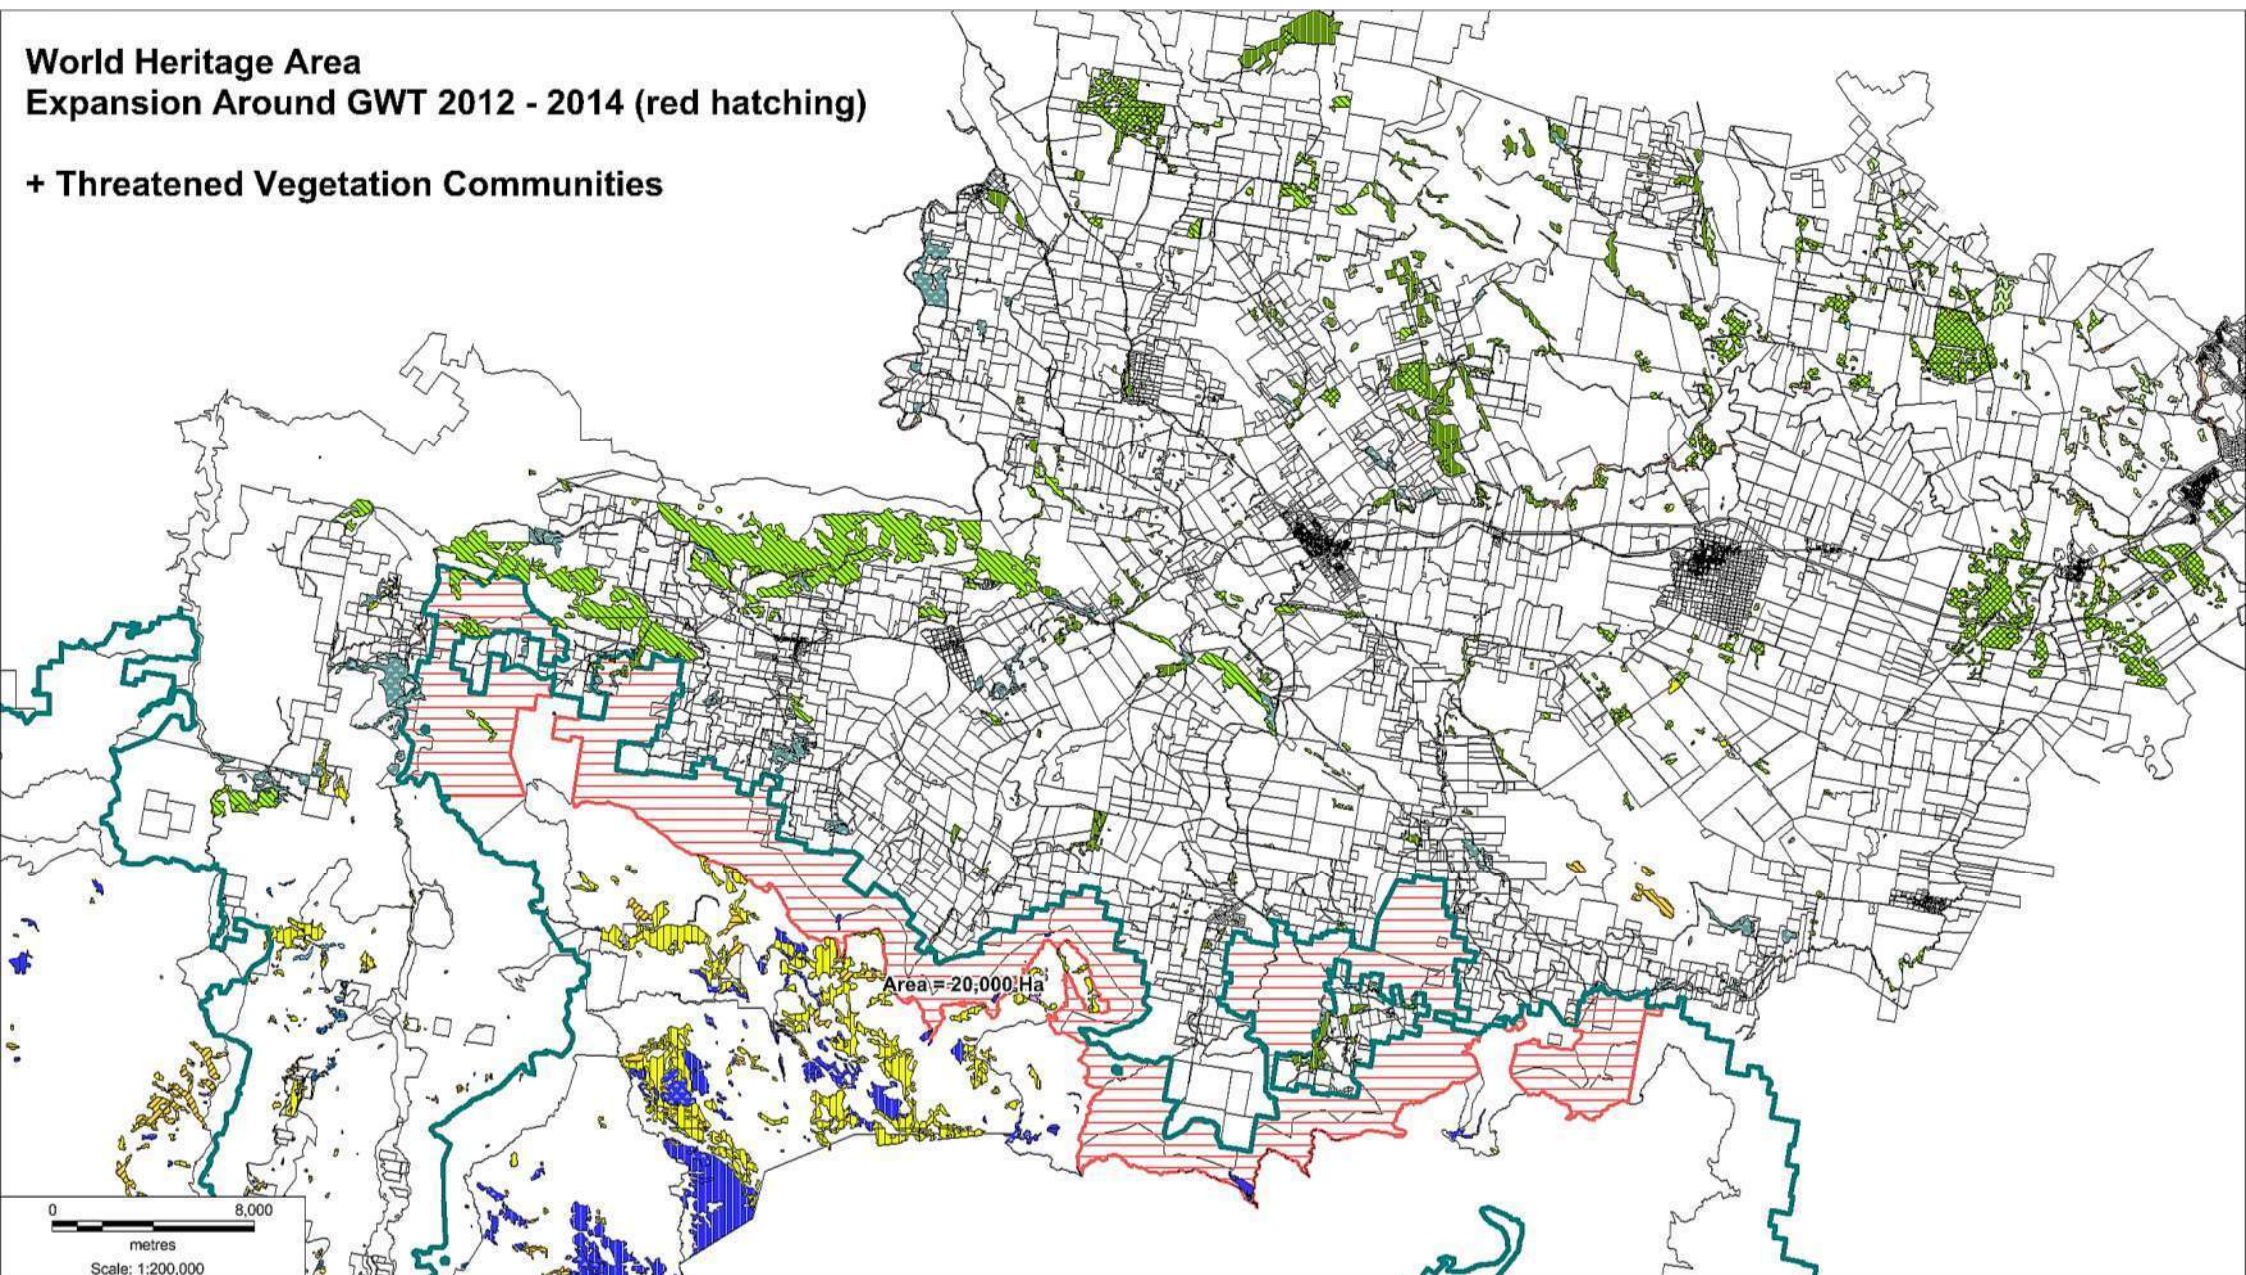 World Heritage Area
Expansion Around GWT 2012 - 2014 (red hatching)
+ Threatened Vegetation Communities
Area = 20,000 Ha
0 8,000
metres
Scale: 1:200,000